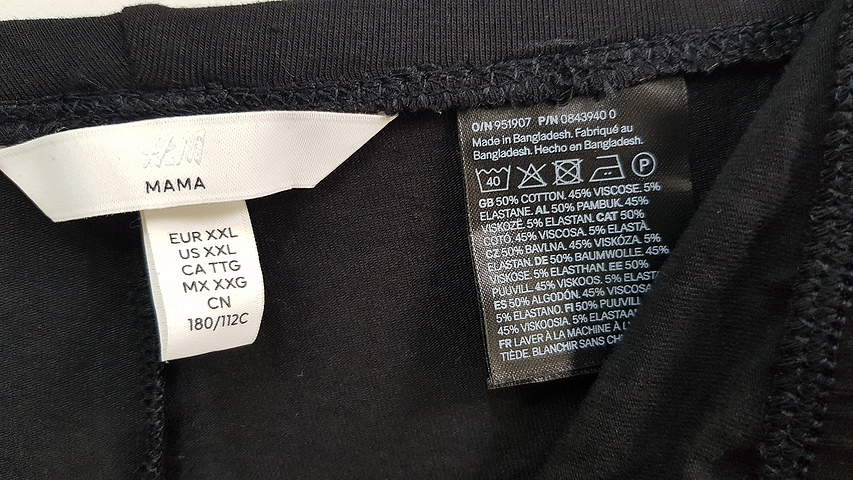 H&M
MAMA
EUR XXL
US XXL
CA TTG
MX XXG
CN
180/112C
O/N 951907 P/N 0843940 0
Made in Bangladesh. Fabriqué au
Bangladesh. Hecho en Bangladesh.
40
P
GB 50% COTTON. 45% VISCOSE. 5%
ELASTANE. AL 50% PAMBUK. 45%
VISKOZË. 5% ELASTAN. CAT 50%
COTÓ. 45% VISCOSA. 5% ELASTÀ.
CZ 50% BAVLNA. 45% VISKÓZA. 5%
ELASTAN. DE 50% BAUMWOLLE. 45%
VISKOSE. 5% ELASTHAN. EE 50%
PUUVILL. 45% VISKOOS. 5% ELAST
ES 50% ALGODÓN. 45% VISCOSA
5% ELASTANO. FI 50% PUUVILL
45% VISKOOSIA. 5% ELASTAA
FR LAVER À LA MACHINE À L'
TIÈDE. BLANCHIR SANS CH